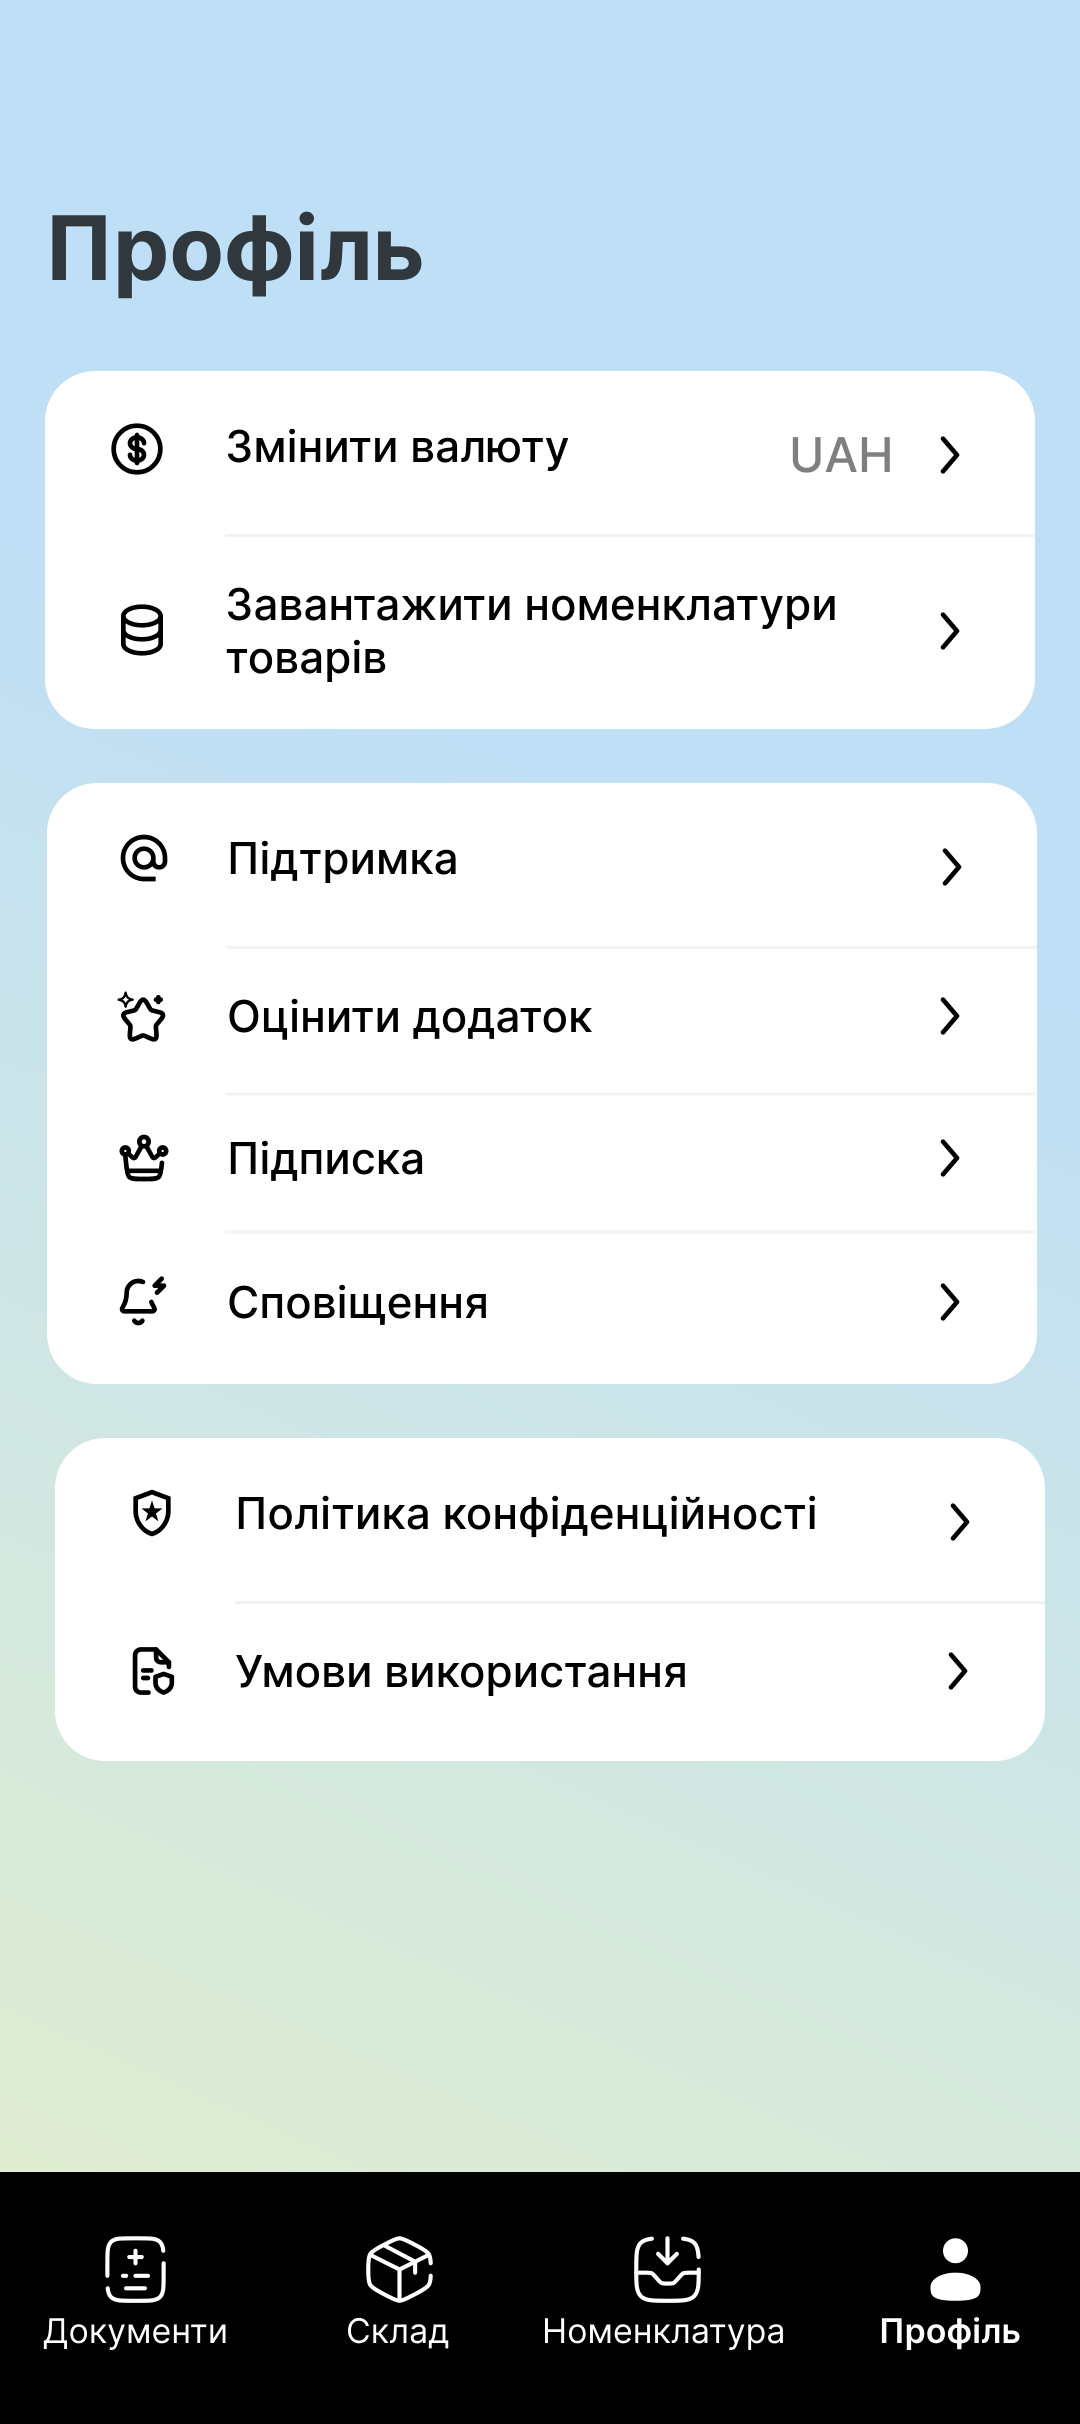 Профіль
Змінити валюту UAH
Завантажити номенклатури
товарів
Підтримка
Оцінити додаток
Підписка
Сповіщення
Політика конфіденційності
Умови використання
Документи Склад Номенклатура Профіль